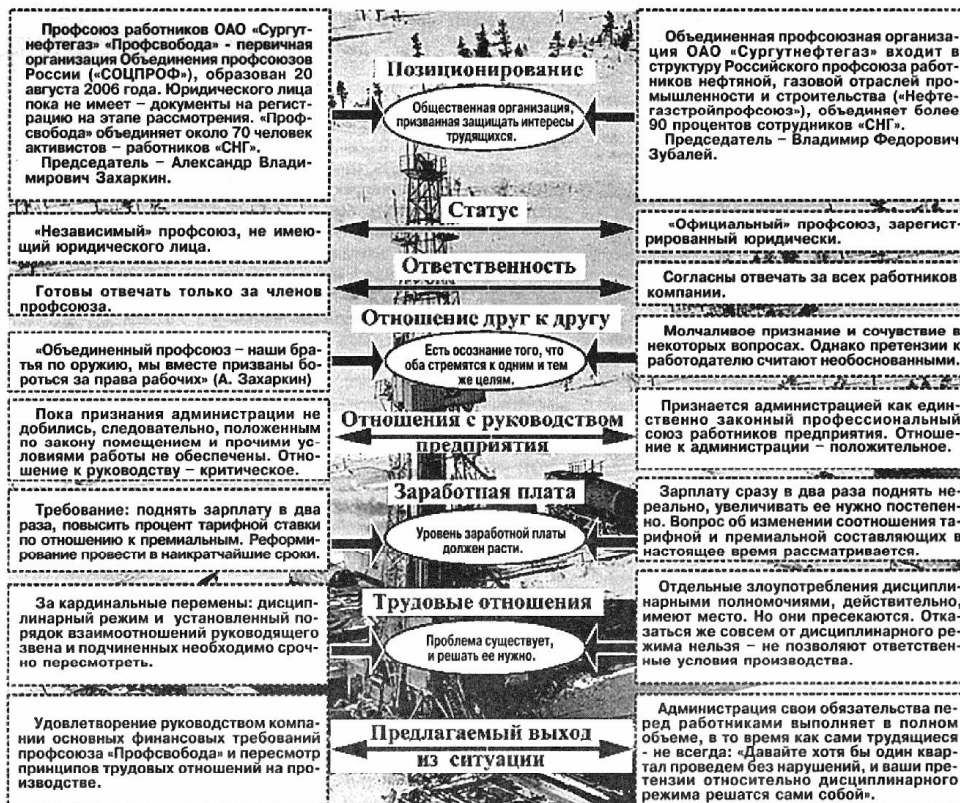 Профсоюз работников ОАО «Сургут-
нефтегаз» «Профсвобода» - первичная
организация Объединения профсоюзов
России («СОЦПРОФ»), образован 20
августа 2006 года. Юридического лица
пока не имеет – документы на регист-
рацию на этапе рассмотрения. «Проф-
свобода» объединяет около 70 человек
активистов – работников «СНГ».
Председатель – Александр Влади-
мирович Захаркин.
Позиционирование
Общественная организация,
призванная защищать интересы
трудящихся.
Объединенная профсоюзная организа-
ция ОАО «Сургутнефтегаз» входит в
структуру Российского профсоюза работ-
ников нефтяной, газовой отраслей про-
мышленности и строительства («Нефте-
газстройпрофсоюз»), объединяет более
90 процентов сотрудников «СНГ».
Председатель – Владимир Федорович
Зубалей.
«Независимый» профсоюз, не имею-
щий юридического лица.
Статус
«Официальный» профсоюз, зарегист-
рированный юридически.
Готовы отвечать только за членов
профсоюза.
Ответственность
Согласны отвечать за всех работников
компании.
«Объединенный профсоюз – наши бра-
тья по оружию, мы вместе призваны бо-
роться за права рабочих» (А. Захаркин)
Отношение друг к другу
Есть осознание того, что
оба стремятся к одним и тем
же целям.
Молчаливое признание и сочувствие в
некоторых вопросах. Однако претензии к
работодателю считают необоснованными.
Пока признания администрации не
добились, следовательно, положенным
по закону помещением и прочими ус-
ловиями работы не обеспечены. Отно-
шение к руководству – критическое.
Отношения с руководством
предприятия
Признается администрацией как един-
ственно законный профессиональный
союз работников предприятия. Отноше-
ние к администрации – положительное.
Требование: поднять зарплату в два
раза, повысить процент тарифной ставки
по отношению к премиальным. Реформи-
рование провести в наикратчайшие сроки.
Заработная плата
Уровень заработной платы
должен расти.
Зарплату сразу в два раза поднять не-
реально, увеличивать ее нужно постепен-
но. Вопрос об изменении соотношения та-
рифной и премиальной составляющих в
настоящее время рассматривается.
За кардинальные перемены: дисцип-
линарный режим и установленный по-
рядок взаимоотношений руководящего
звена и подчиненных необходимо сроч-
но пересмотреть.
Трудовые отношения
Проблема существует,
и решать ее нужно.
Отдельные злоупотребления дисципли-
нарными полномочиями, действительно,
имеют место. Но они пресекаются. Отка-
заться же совсем от дисциплинарного ре-
жима нельзя – не позволяют ответствен-
ные условия производства.
Удовлетворение руководством компа-
нии основных финансовых требований
профсоюза «Профсвобода» и пересмотр
принципов трудовых отношений на про-
изводстве.
Предлагаемый выход
из ситуации
Администрация свои обязательства пе-
ред работниками выполняет в полном
объеме, в то время как сами трудящиеся
- не всегда: «Давайте хотя бы один квар-
тал проведем без нарушений, и ваши пре-
тензии относительно дисциплинарного
режима решатся сами собой».